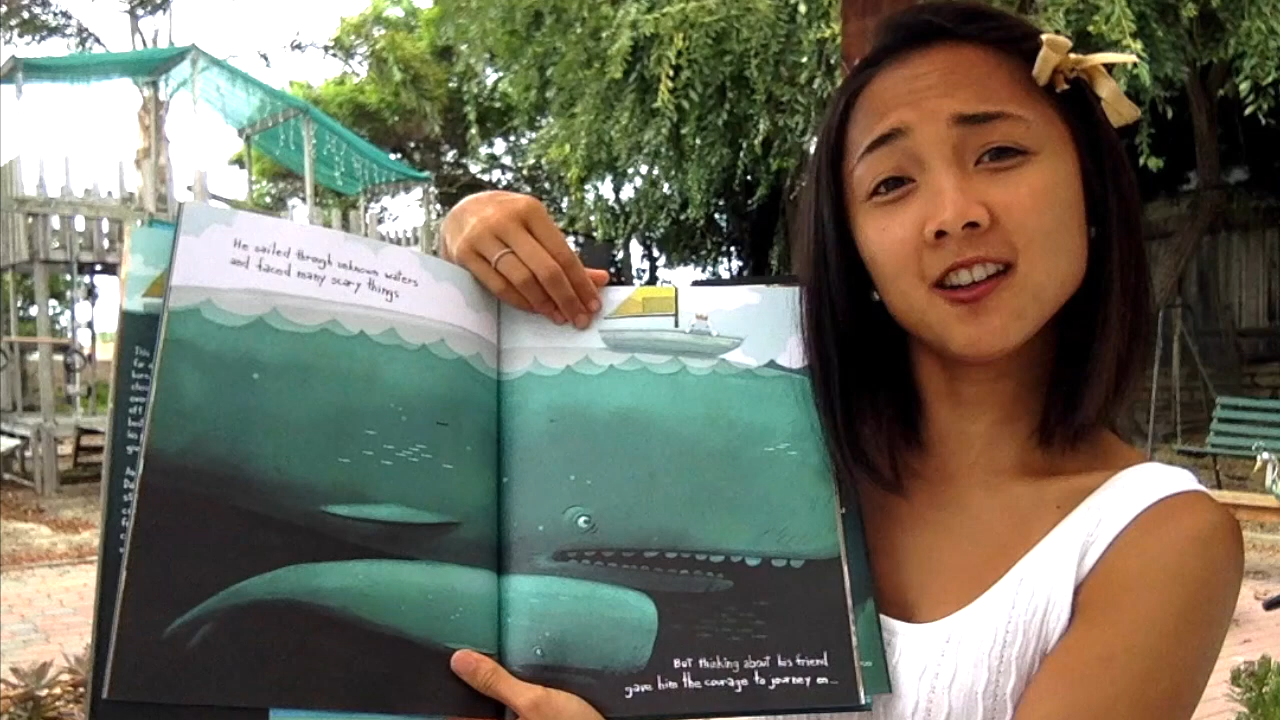 He sailed through unknown waters
and faced many scary things
But thinking about his friend
gave him the courage to journey on...